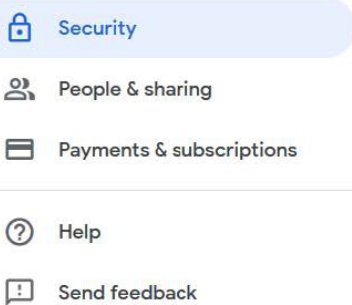 Security
People & sharing
Payments & subscriptions
Help
Send feedback